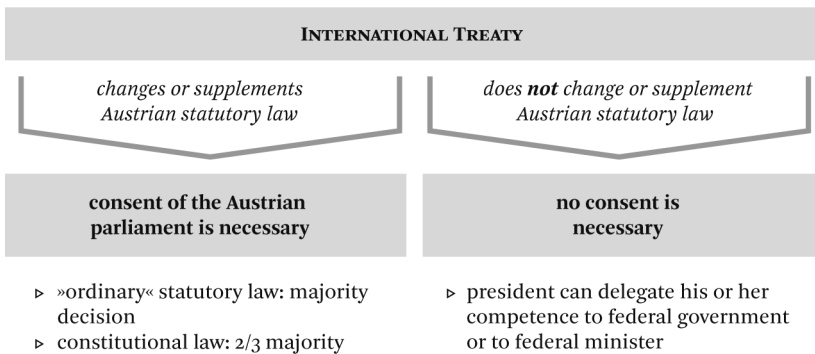 INTERNATIONAL TREATY
changes or supplements
Austrian statutory law
does not change or supplement
Austrian statutory law
consent of the Austrian
parliament is necessary
no consent is
necessary
▹ »ordinary« statutory law: majority
decision
▹ constitutional law: 2/3 majority
▹ president can delegate his or her
competence to federal government
or to federal minister